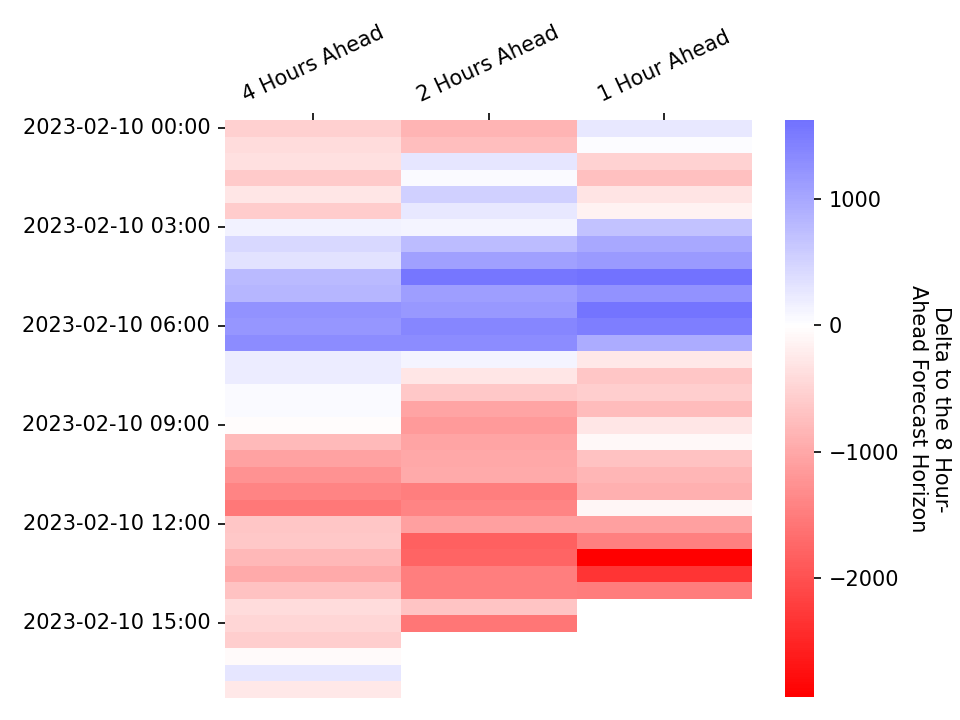 4 Hours Ahead
2 Hours Ahead
1 Hour Ahead
2023-02-10 00:00
2023-02-10 03:00
2023-02-10 06:00
2023-02-10 09:00
2023-02-10 12:00
2023-02-10 15:00
1000
0
−1000
−2000
Delta to the 8 Hour-
Ahead Forecast Horizon